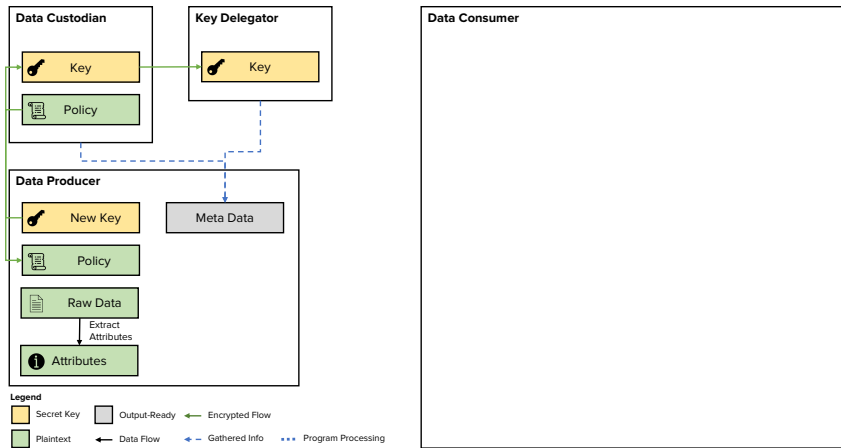 Data Custodian
Key
Policy
Key Delegator
Key
Data Consumer
Data Producer
New Key
Meta Data
Policy
Raw Data
Extract
Attributes
Attributes
Legend
Secret Key
Output-Ready
Encrypted Flow
Plaintext
Data Flow
Gathered Info
Program Processing